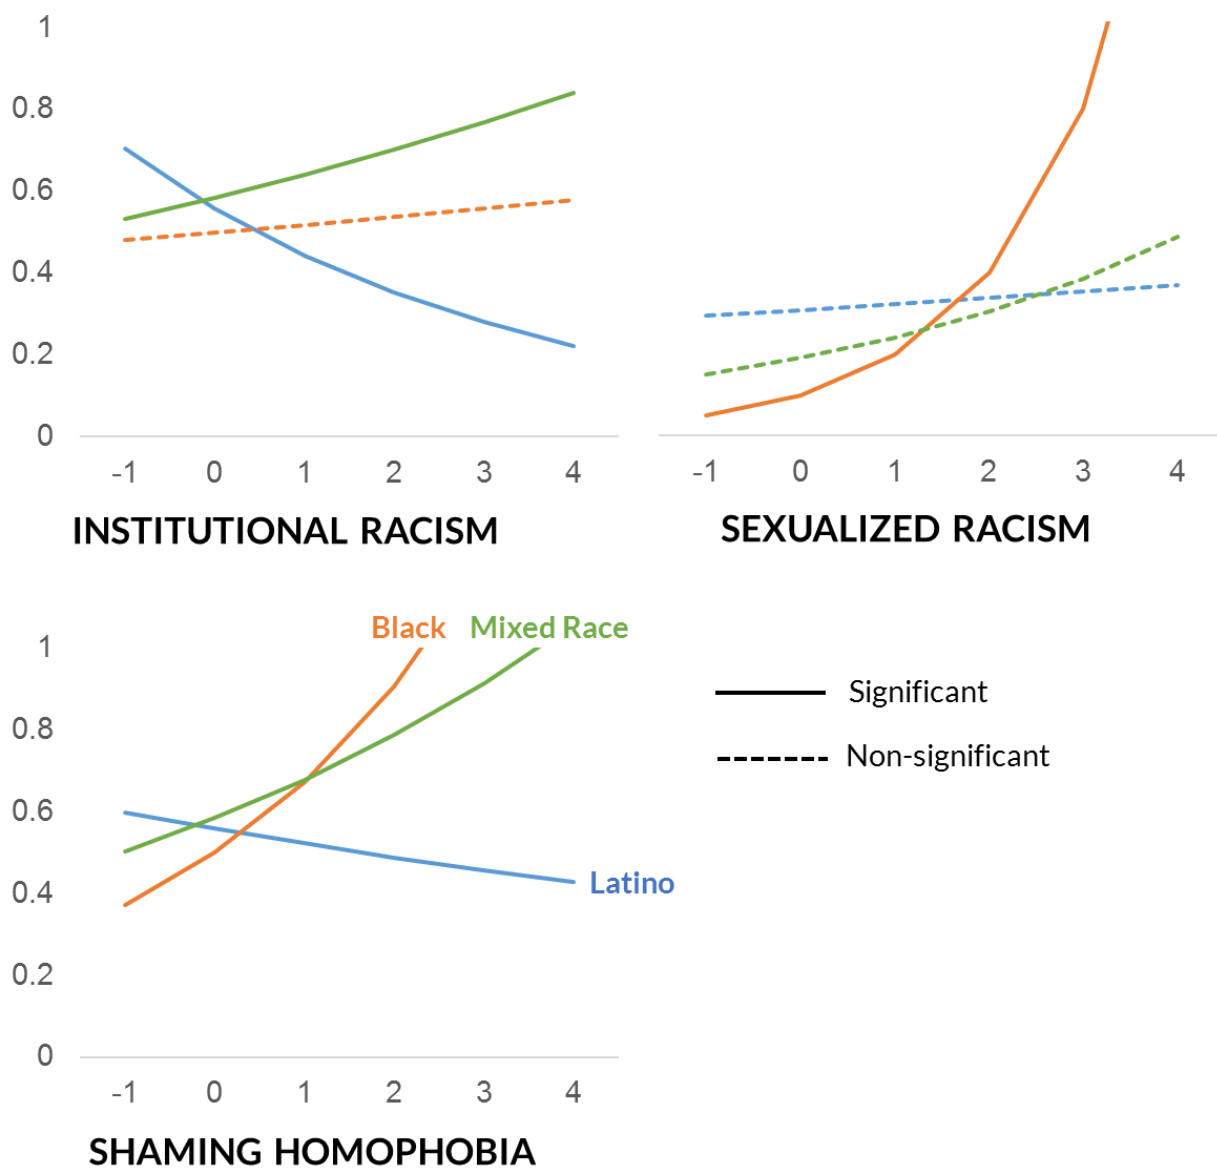 1
0.8
0.6
0.4
0.2
0
-1 0 1 2 3 4
INSTITUTIONAL RACISM
-1 0 1 2 3 4
SEXUALIZED RACISM
Black Mixed Race
1
0.8
0.6
0.4
0.2
0
Latino
-1 0 1 2 3 4
SHAMING HOMOPHOBIA
Significant
Non-significant